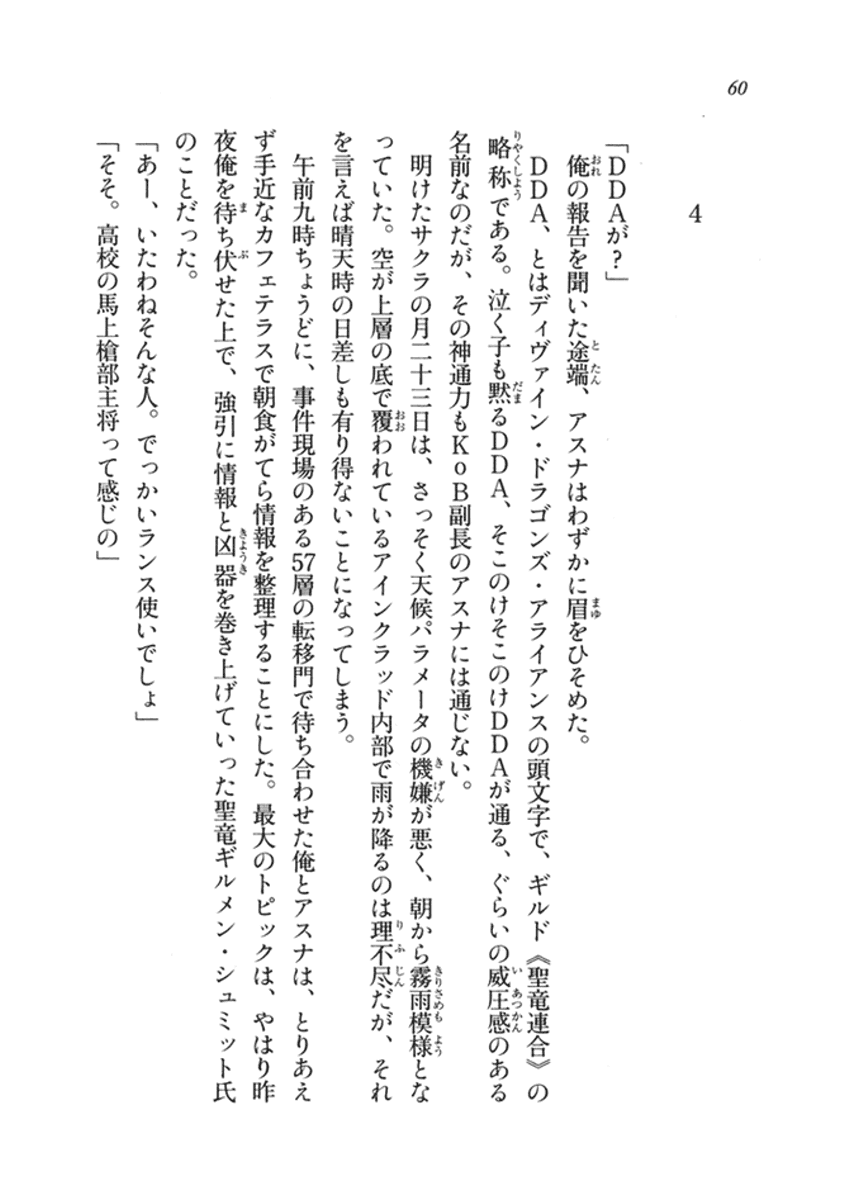 60
4
「DDAが？」
俺の報告を聞いた途端、アスナはわずかに眉をひそめた。
DDA、とはディヴァイン・ドラゴンズ・アライアンスの頭文字で、ギルド《聖竜連合》の
略称である。泣く子も黙るDDA、そこのけそこのけDDAが通る、ぐらいの威圧感のある
名前なのだが、その神通力もKoB副長のアスナには通じない。
明けたサクラの月二十三日は、さっそく天候パラメータの機嫌が悪く、朝から霧雨模様とな
っていた。空が上層の底で覆われているアインクラッド内部で雨が降るのは理不尽だが、それ
を言えば晴天時の日差しも有り得ないことになってしまう。
午前九時ちょうどに、事件現場のある57層の転移門で待ち合わせた俺とアスナは、とりあえ
ず手近なカフェテラスで朝食がてら情報を整理することにした。最大のトピックは、やはり昨
夜俺を待ち伏せた上で、強引に情報と凶器を巻き上げていった聖竜ギルメン・シュミット氏
のことだった。
「あー、いたわねそんな人。でっかいランス使いでしょ」
「そそ。高校の馬上槍部主将って感じの」